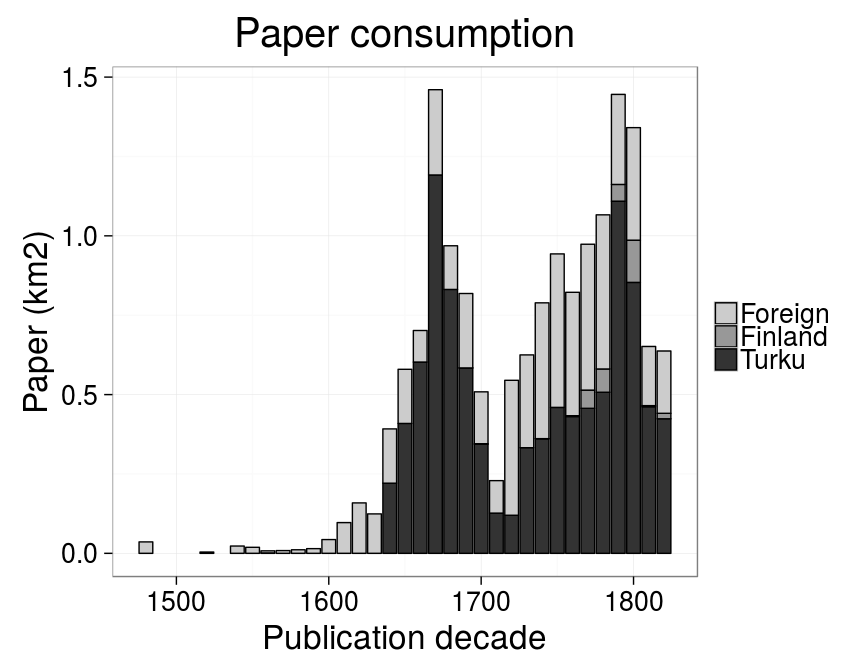 Paper consumption
1.5
1.0
0.5
0.0
Paper (km2)
1500 1600 1700 1800
Publication decade
Foreign
Finland
Turku